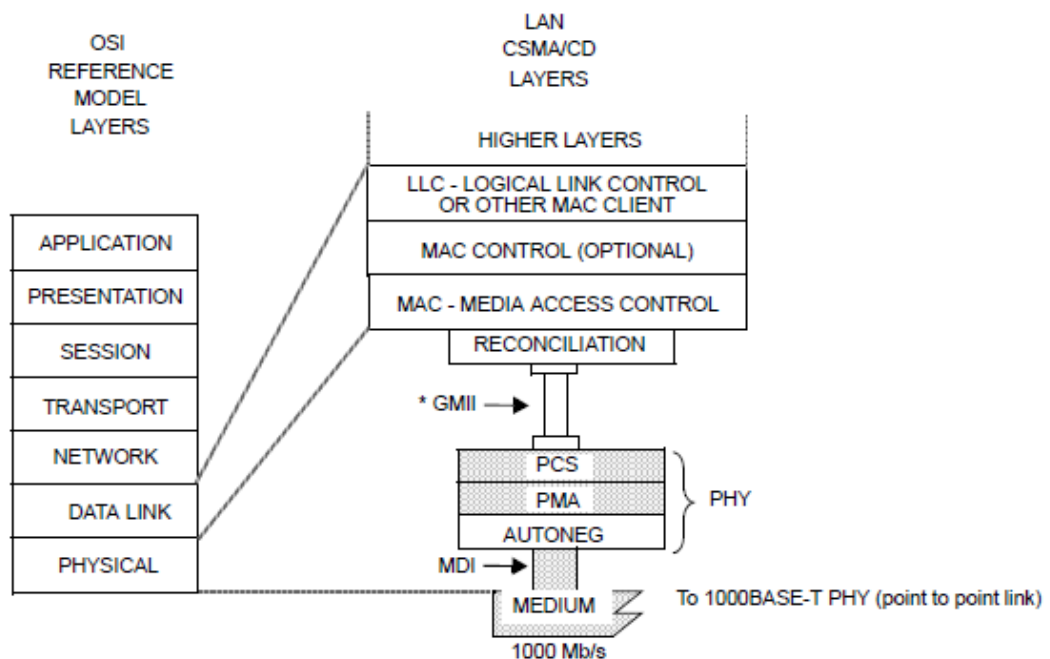 OSI
REFERENCE
MODEL
LAYERS
APPLICATION
PRESENTATION
SESSION
TRANSPORT
NETWORK
DATA LINK
PHYSICAL
LAN
CSMA/CD
LAYERS
HIGHER LAYERS
LLC - LOGICAL LINK CONTROL
OR OTHER MAC CLIENT
MAC CONTROL (OPTIONAL)
MAC - MEDIA ACCESS CONTROL
RECONCILIATION
* GMII
PCS
PMA
AUTONEG
PHY
MDI
MEDIUM
To 1000BASE-T PHY (point to point link)
1000 Mb/s